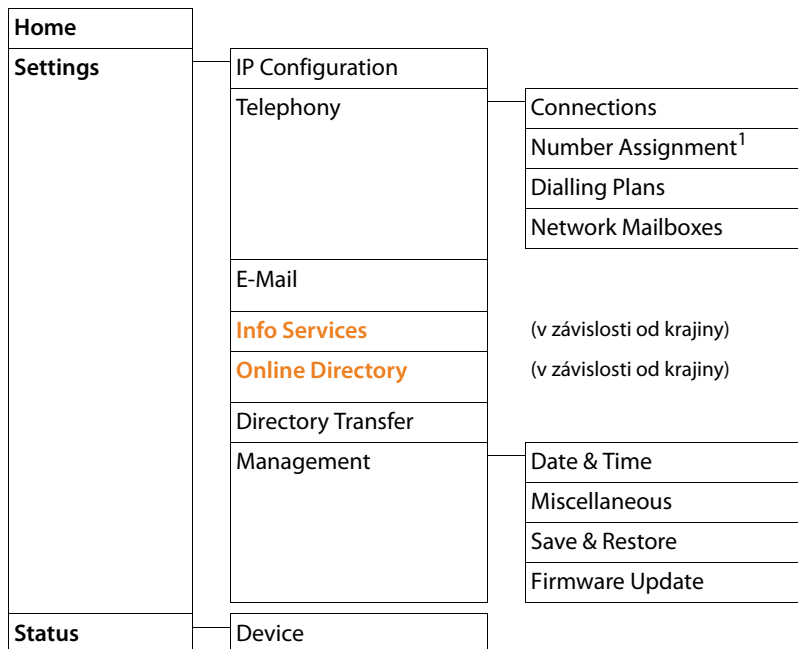 Home
Settings
IP Configuration
Telephony
Connections
Number Assignment1
Dialling Plans
Network Mailboxes
E-Mail
Info Services (v závislosti od krajiny)
Online Directory (v závislosti od krajiny)
Directory Transfer
Management
Date & Time
Miscellaneous
Save & Restore
Firmware Update
Status
Device